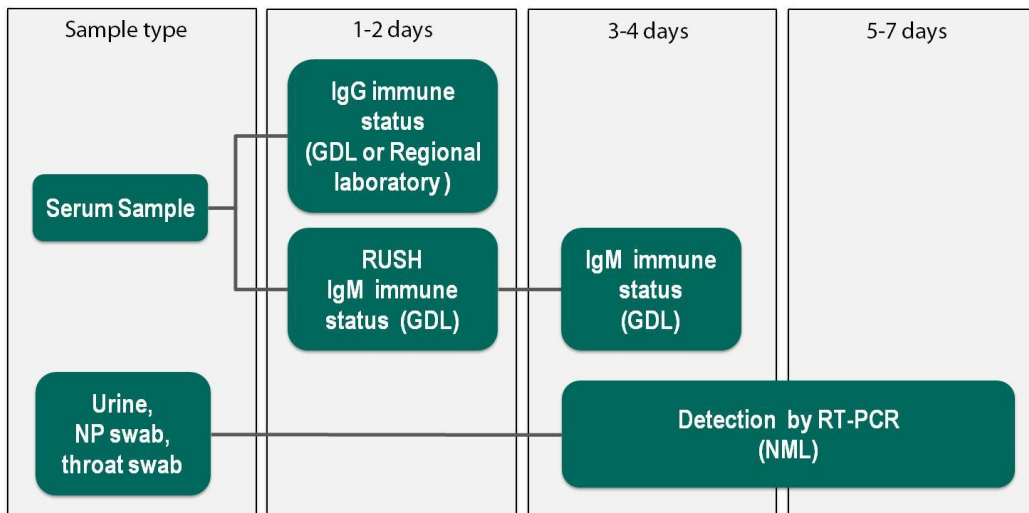 Sample type
1-2 days
3-4 days
5-7 days
IgG immune
status
(GDL or Regional
laboratory)
Serum Sample
RUSH
IgM immune
status (GDL)
IgM immune
status
(GDL)
Urine,
NP swab,
throat swab
Detection by RT-PCR
(NML)